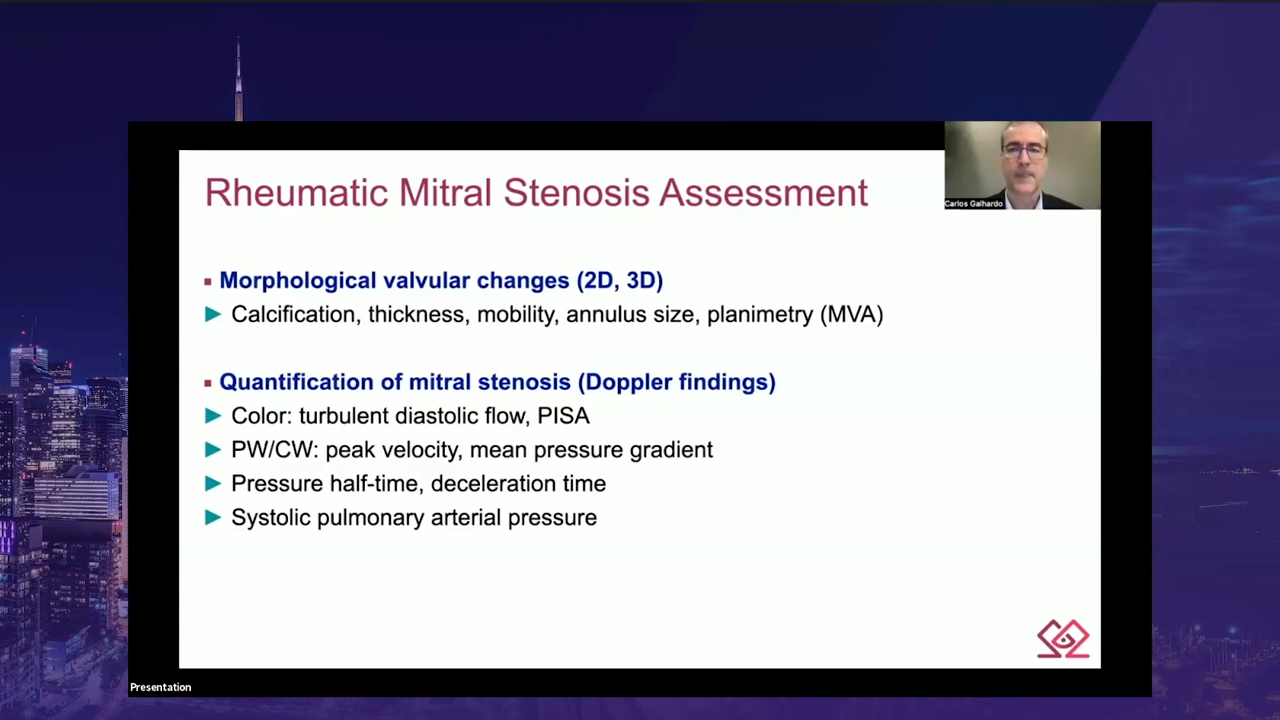 Rheumatic Mitral Stenosis Assessment
Carlos Galhardo
▪ Morphological valvular changes (2D, 3D)
► Calcification, thickness, mobility, annulus size, planimetry (MVA)
▪ Quantification of mitral stenosis (Doppler findings)
► Color: turbulent diastolic flow, PISA
► PW/CW: peak velocity, mean pressure gradient
► Pressure half-time, deceleration time
► Systolic pulmonary arterial pressure
Presentation